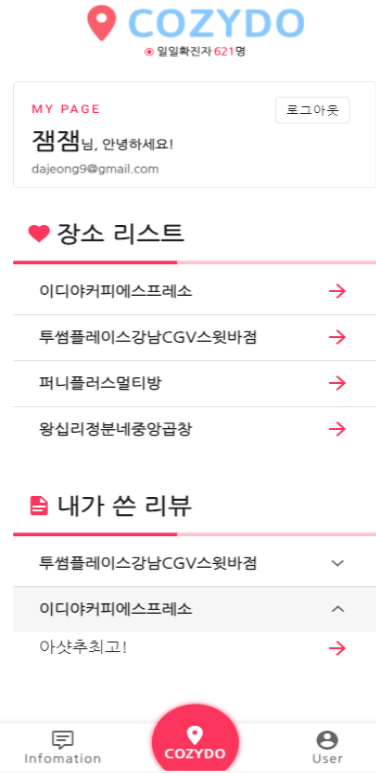 COZYDO
일일확진자 621명
MY PAGE
로그아웃
잼잼님, 안녕하세요!
dajeong9@gmail.com
장소 리스트
이디야커피에스프레소
투썸플레이스강남CGV스윗바점
퍼니플러스멀티방
왕십리정분네중앙곱창
내가 쓴 리뷰
투썸플레이스강남CGV스윗바점
이디야커피에스프레소
아샷추최고!
Infomation
COZYDO
User